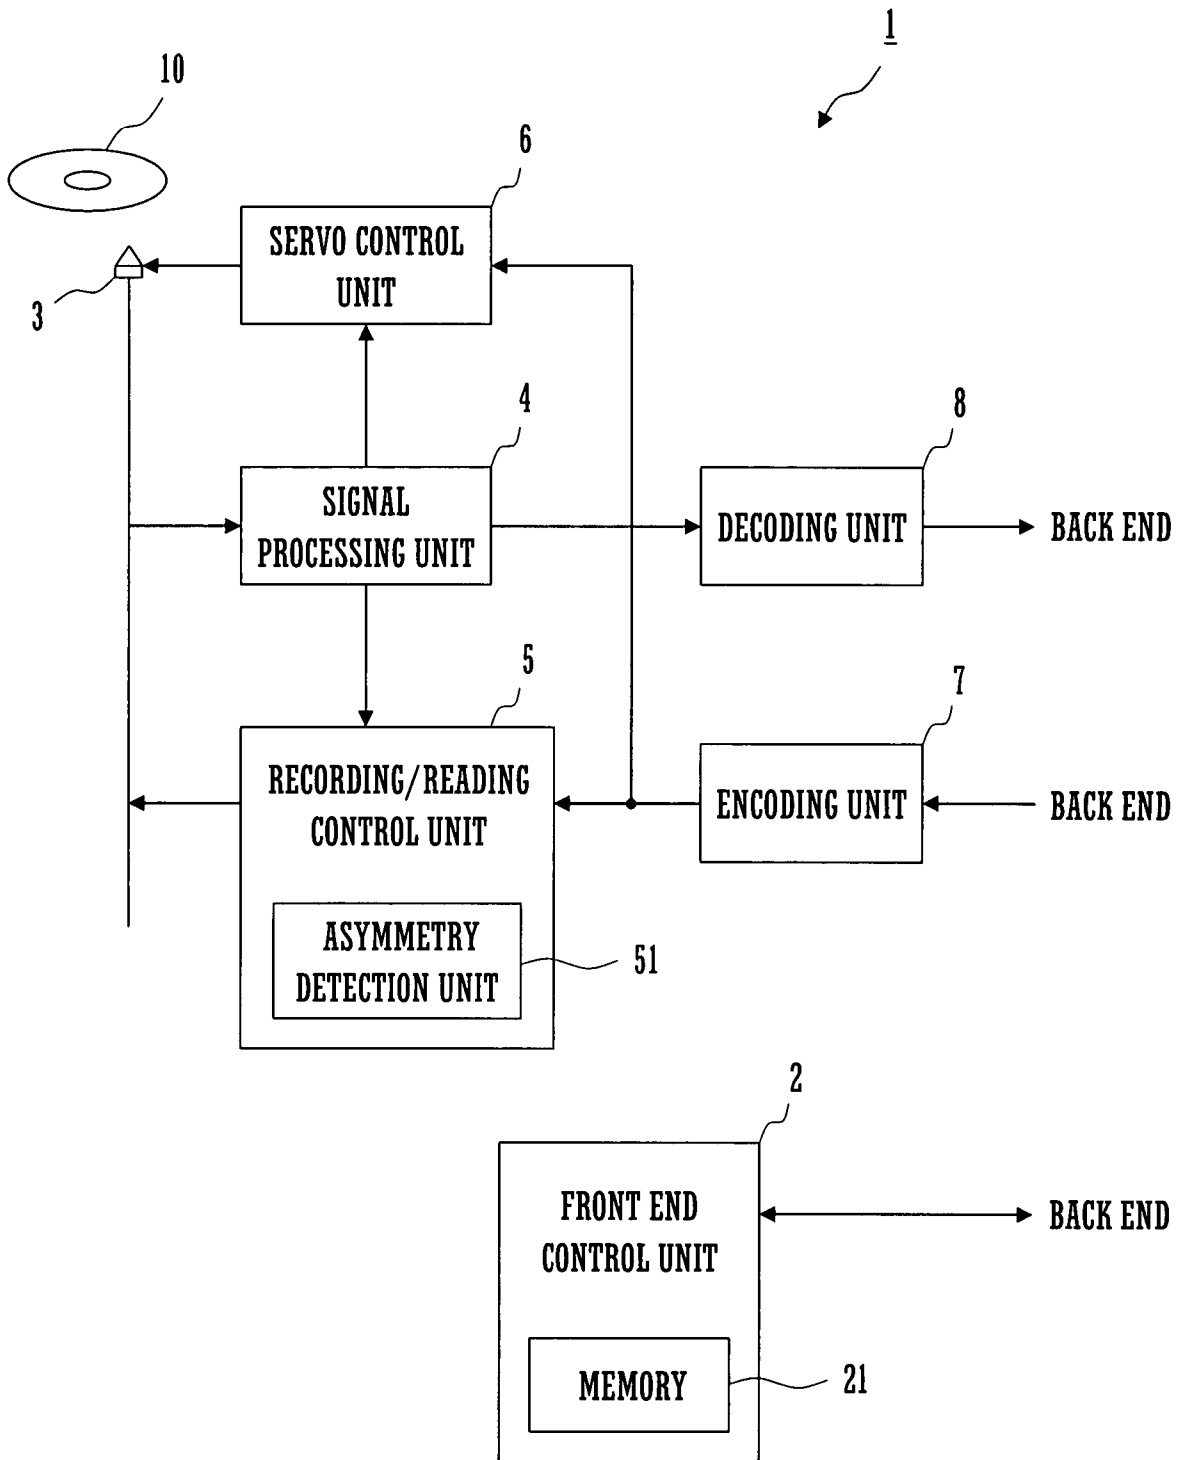 1
10
6
SERVO CONTROL
UNIT
3
4
8
SIGNAL
PROCESSING UNIT
DECODING UNIT
BACK END
5
7
RECORDING/READING
CONTROL UNIT
ENCODING UNIT
BACK END
ASYMMETRY
DETECTION UNIT
51
2
FRONT END
CONTROL UNIT
BACK END
MEMORY
21